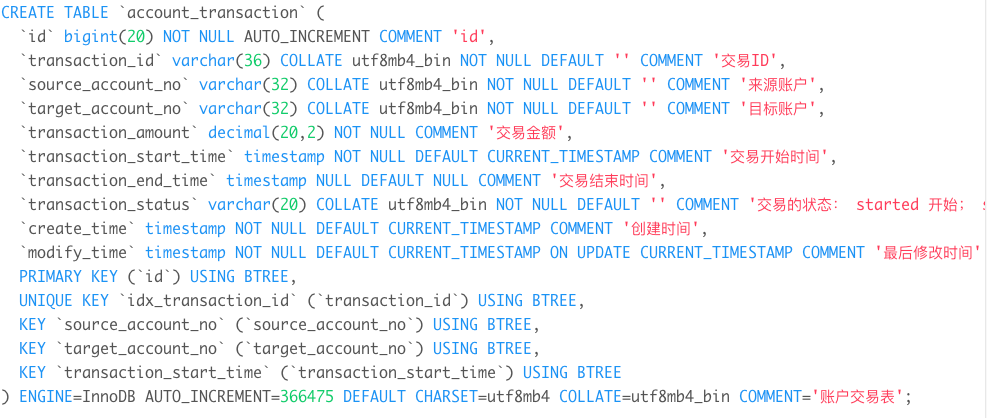 CREATE TABLE `account_transaction` (
  `id` bigint(20) NOT NULL AUTO_INCREMENT COMMENT 'id',
  `transaction_id` varchar(36) COLLATE utf8mb4_bin NOT NULL DEFAULT '' COMMENT '交易ID',
  `source_account_no` varchar(32) COLLATE utf8mb4_bin NOT NULL DEFAULT '' COMMENT '来源账户',
  `target_account_no` varchar(32) COLLATE utf8mb4_bin NOT NULL DEFAULT '' COMMENT '目标账户',
  `transaction_amount` decimal(20,2) NOT NULL COMMENT '交易金额',
  `transaction_start_time` timestamp NOT NULL DEFAULT CURRENT_TIMESTAMP COMMENT '交易开始时间',
  `transaction_end_time` timestamp NULL DEFAULT NULL COMMENT '交易结束时间',
  `transaction_status` varchar(20) COLLATE utf8mb4_bin NOT NULL DEFAULT '' COMMENT '交易的状态： started 开始；
  `create_time` timestamp NOT NULL DEFAULT CURRENT_TIMESTAMP COMMENT '创建时间',
  `modify_time` timestamp NOT NULL DEFAULT CURRENT_TIMESTAMP ON UPDATE CURRENT_TIMESTAMP COMMENT '最后修改时间'
  PRIMARY KEY (`id`) USING BTREE,
  UNIQUE KEY `idx_transaction_id` (`transaction_id`) USING BTREE,
  KEY `source_account_no` (`source_account_no`) USING BTREE,
  KEY `target_account_no` (`target_account_no`) USING BTREE,
  KEY `transaction_start_time` (`transaction_start_time`) USING BTREE
) ENGINE=InnoDB AUTO_INCREMENT=366475 DEFAULT CHARSET=utf8mb4 COLLATE=utf8mb4_bin COMMENT='账户交易表';